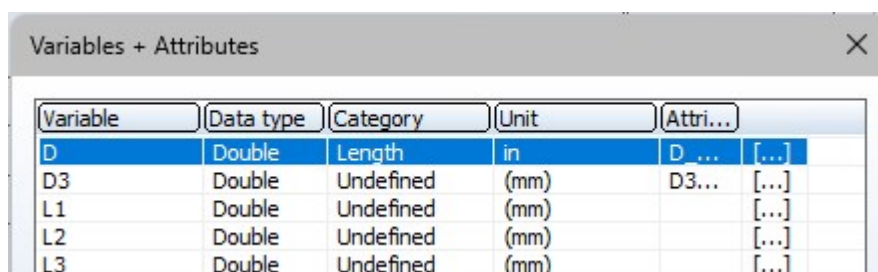 Variables + Attributes
Variable Data type Category Unit Attri...
D Double Length in D_... [...]
D3 Double Undefined (mm) D3... [...]
L1 Double Undefined (mm) [...]
L2 Double Undefined (mm) [...]
L3 Double Undefined (mm) [...]